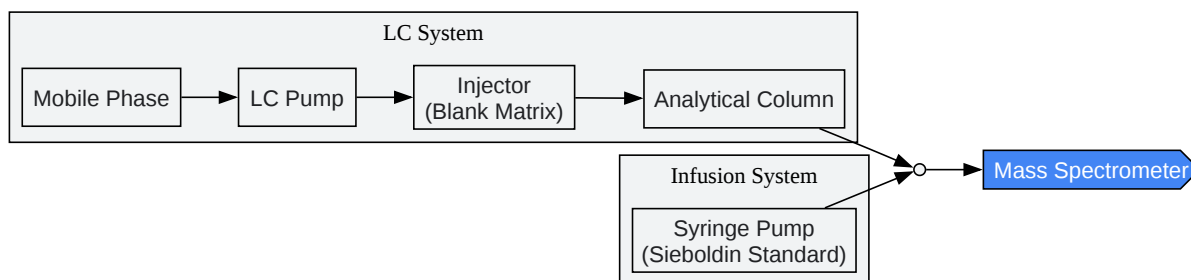 LC System
Mobile Phase
LC Pump
Injector
(Blank Matrix)
Analytical Column
Infusion System
Syringe Pump
(Sieboldin Standard)
Mass Spectrometer